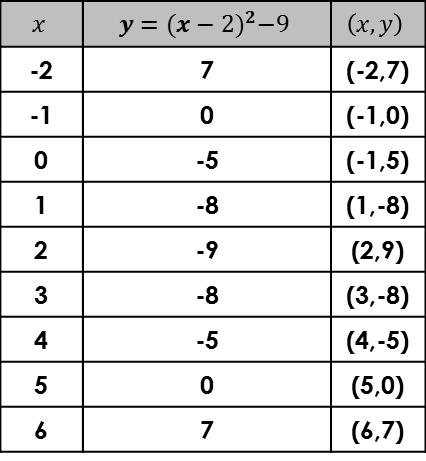 x y = (x − 2)²−9 (x, y)
-2 7 (-2,7)
-1 0 (-1,0)
0 -5 (-1,5)
1 -8 (1,-8)
2 -9 (2,9)
3 -8 (3,-8)
4 -5 (4,-5)
5 0 (5,0)
6 7 (6,7)